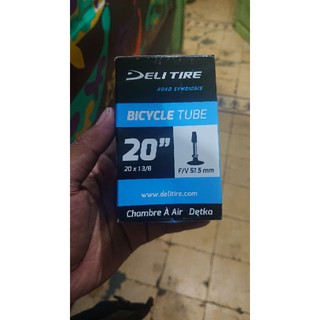 DELI TIRE
ROAD SYNDICATE
BICYCLE TUBE
20"
20 x 1 3/8
F/V 51.5 mm
www.delitire.com
Chambre À Air Dętka